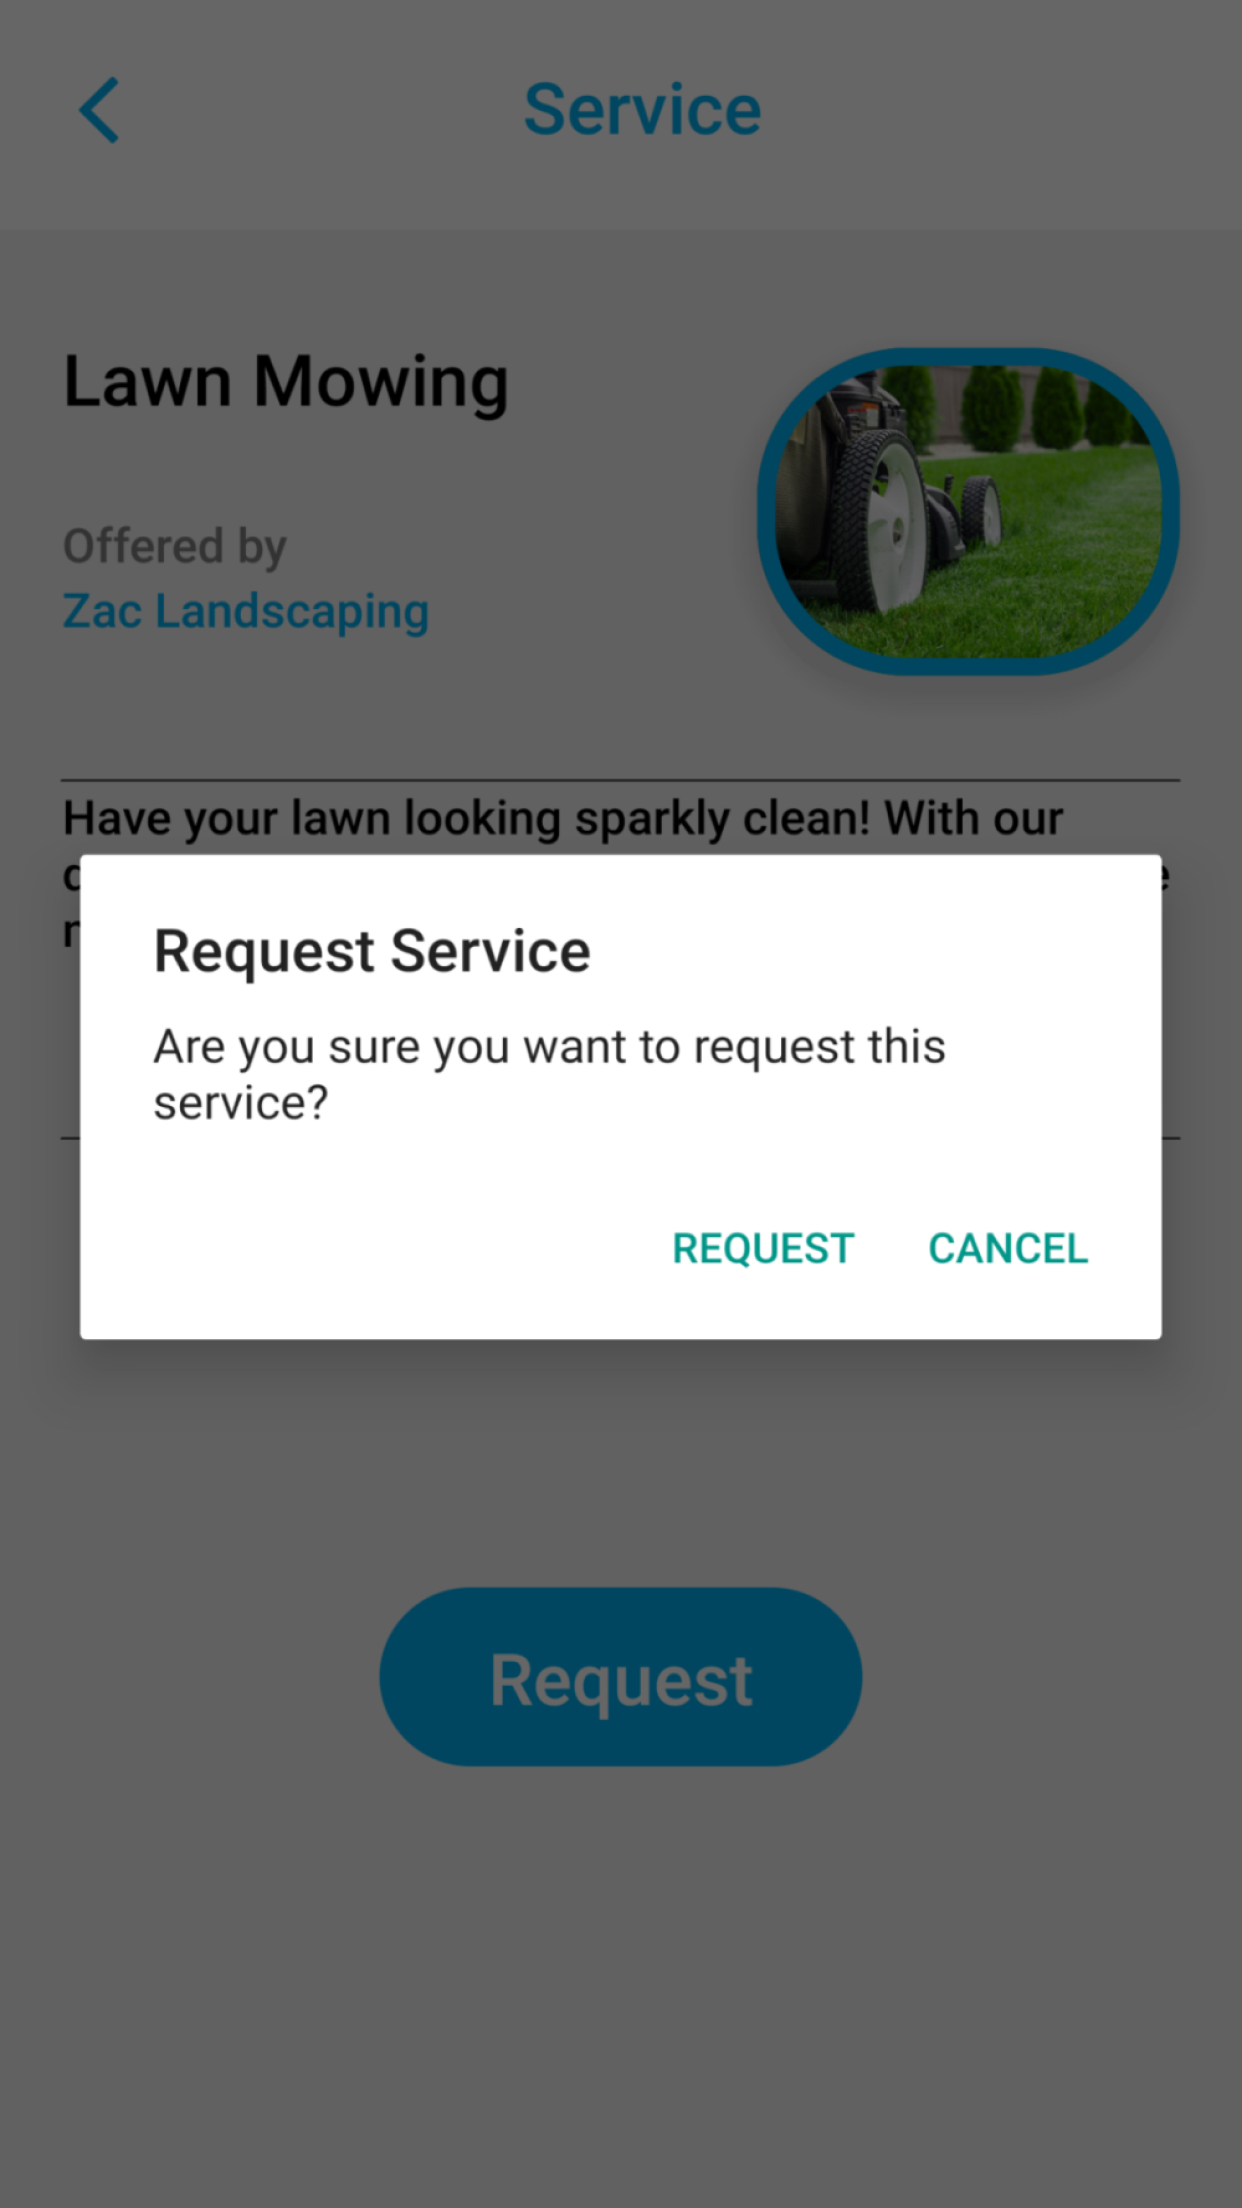 Service
Lawn Mowing
Offered by
Zac Landscaping
Have your lawn looking sparkly clean! With our
Request Service
Are you sure you want to request this
service?
REQUEST CANCEL
Request